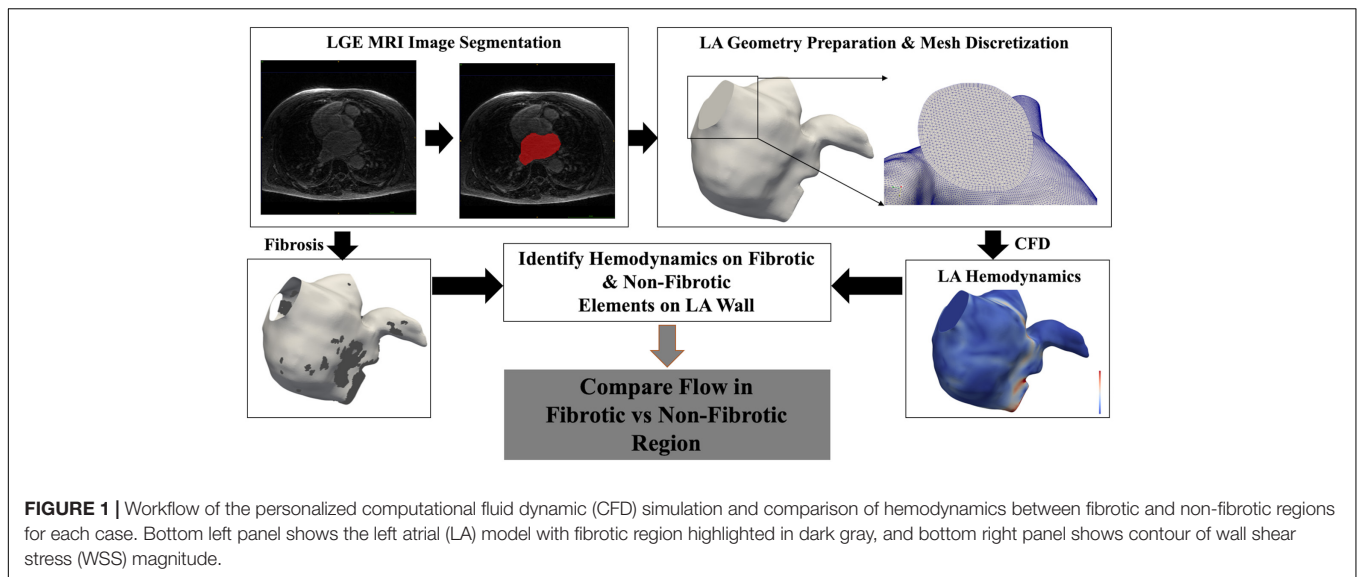 LGE MRI Image Segmentation
LA Geometry Preparation & Mesh Discretization
Fibrosis
CFD
Identify Hemodynamics on Fibrotic
& Non-Fibrotic
Elements on LA Wall
LA Hemodynamics
Compare Flow in
Fibrotic vs Non-Fibrotic
Region
FIGURE 1 | Workflow of the personalized computational fluid dynamic (CFD) simulation and comparison of hemodynamics between fibrotic and non-fibrotic regions
for each case. Bottom left panel shows the left atrial (LA) model with fibrotic region highlighted in dark gray, and bottom right panel shows contour of wall shear
stress (WSS) magnitude.